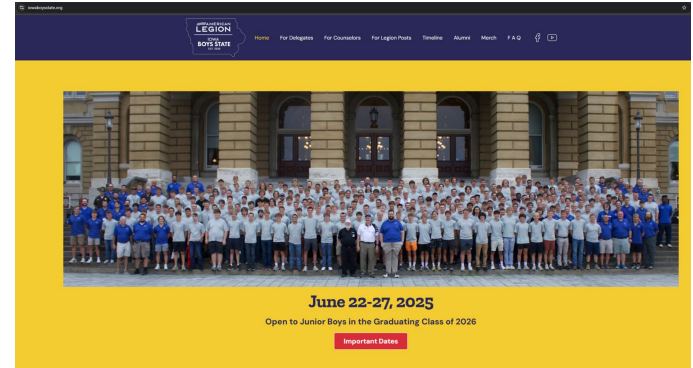 iowaboysstate.org
THE AMERICAN
LEGION
IOWA
BOYS STATE
Home For Delegates For Counselors For Legion Posts Timeline Alumni Merch F A Q
June 22-27, 2025
Open to Junior Boys in the Graduating Class of 2026
Important Dates